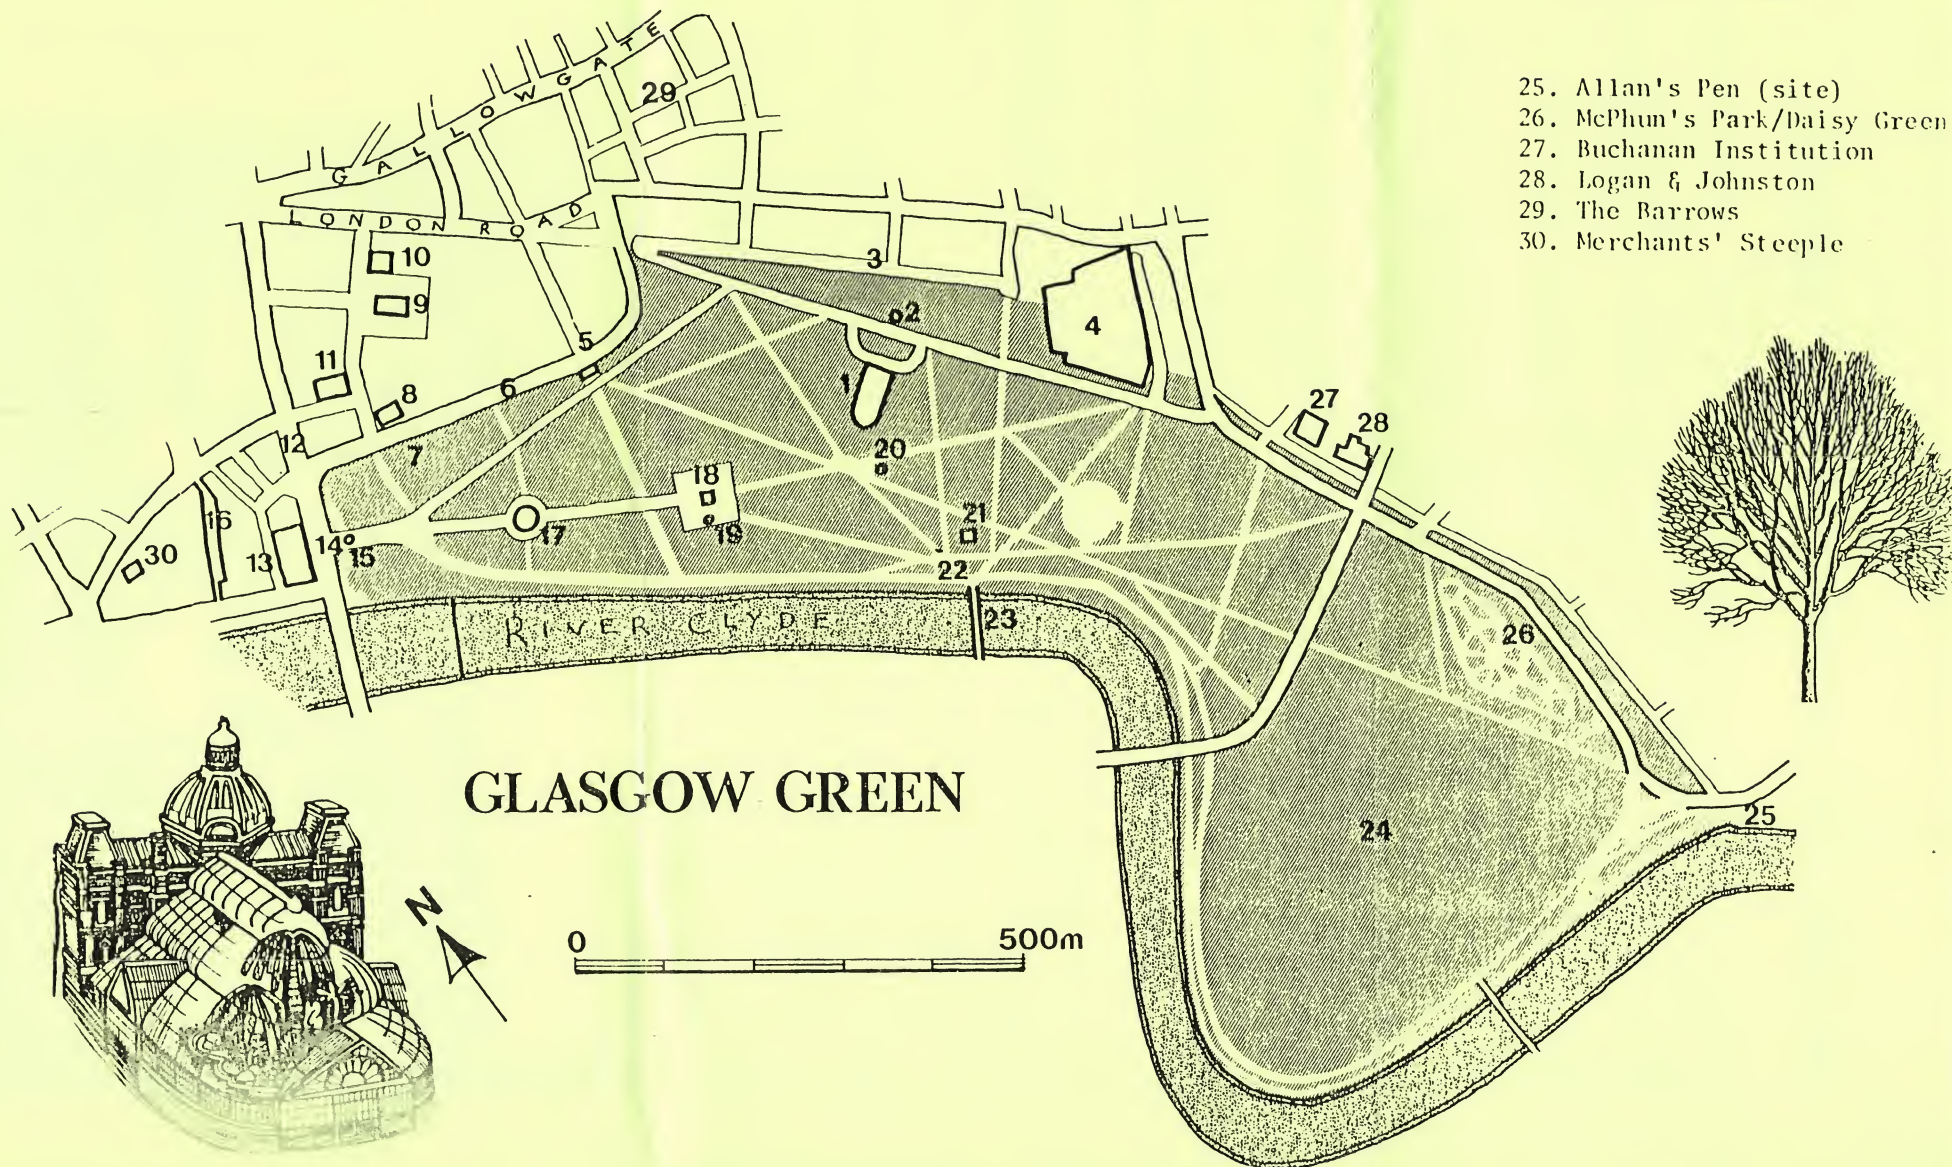 25. Allan's Pen (site)
26. McPhun's Park/Daisy Green
27. Buchanan Institution
28. Logan & Johnston
29. The Barrows
30. Merchants' Steeple
GALLOWGATE
29
LONDON ROAD
10
9
3
2
4
5
11
6
1
8
27
28
12
7
20
18
16
17
19
21
30
13
14
15
22
RIVER CLYDE
23
26
GLASGOW GREEN
25
24
N
0
500m